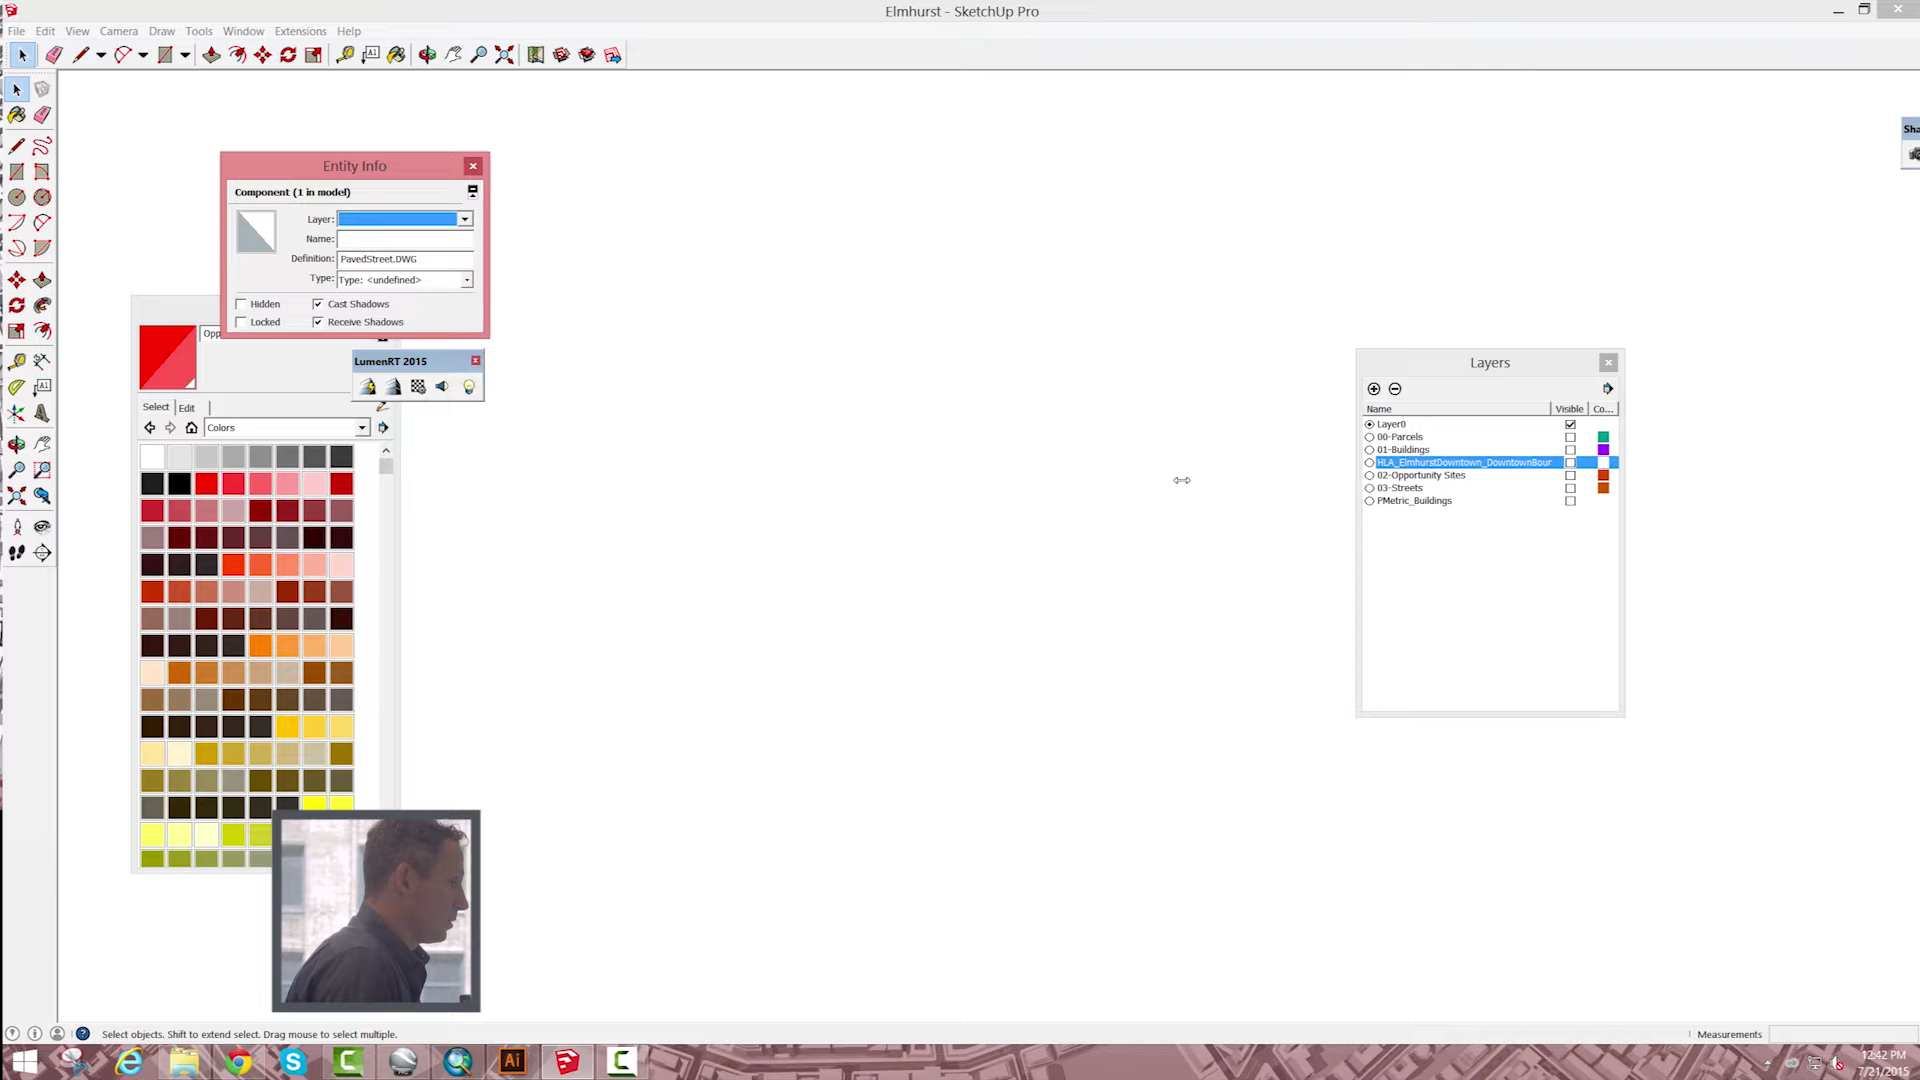 Elmhurst - SketchUp Pro
File Edit View Camera Draw Tools Window Extensions Help
Entity Info
Component (1 in model)
Layer:
Name:
Definition: PavedStreet.DWG
Type: Type: <undefined>
Hidden Cast Shadows
Locked Receive Shadows
Opp
LumenRT 2015
Select Edit
Colors
Sha
Layers
Name Visible Co...
Layer0
00-Parcels
01-Buildings
HLA_ElmhurstDowntown_DowntownBour
02-Opportunity Sites
03-Streets
PMetric_Buildings
Select objects. Shift to extend select. Drag mouse to select multiple.
Measurements
Ai
12:42 PM
7/21/2015